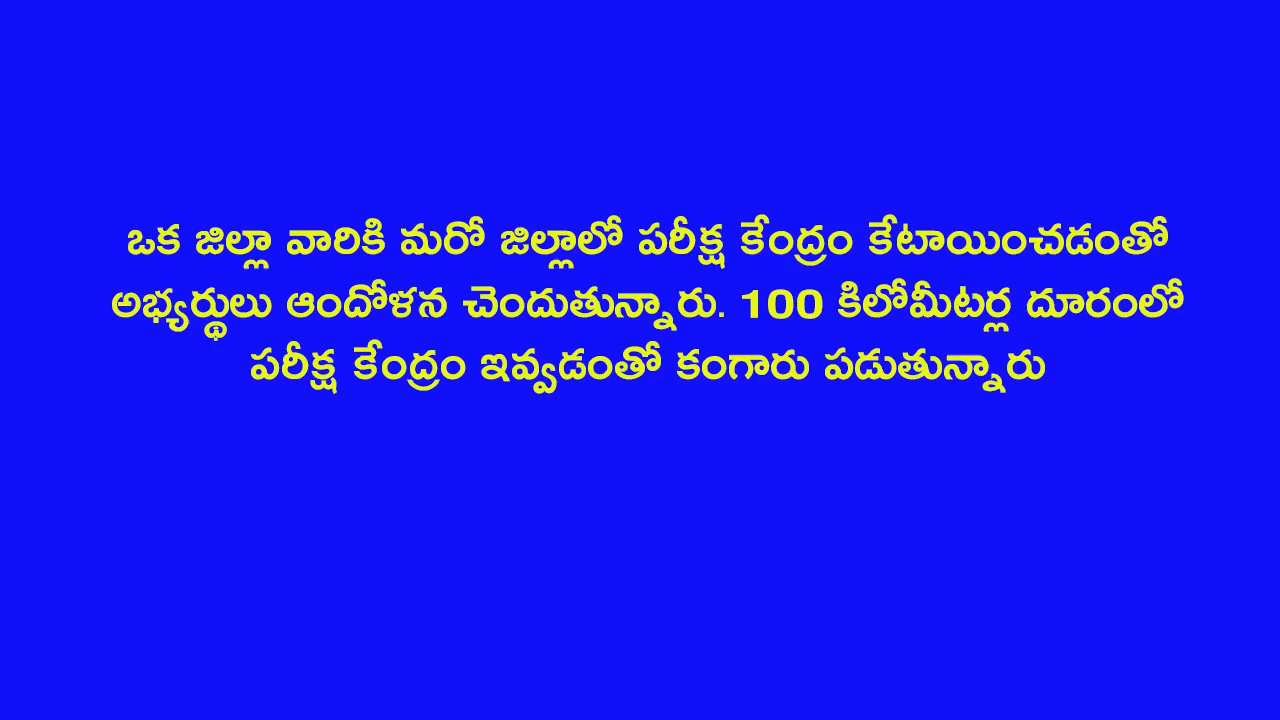 ఒక జిల్లా వారికి మరో జిల్లాలో పరీక్ష కేంద్రం కేటాయించడంతో
అభ్యర్థులు ఆందోళన చెందుతున్నారు. 100 కిలోమీటర్ల దూరంలో
పరీక్ష కేంద్రం ఇవ్వడంతో కంగారు పడుతున్నారు